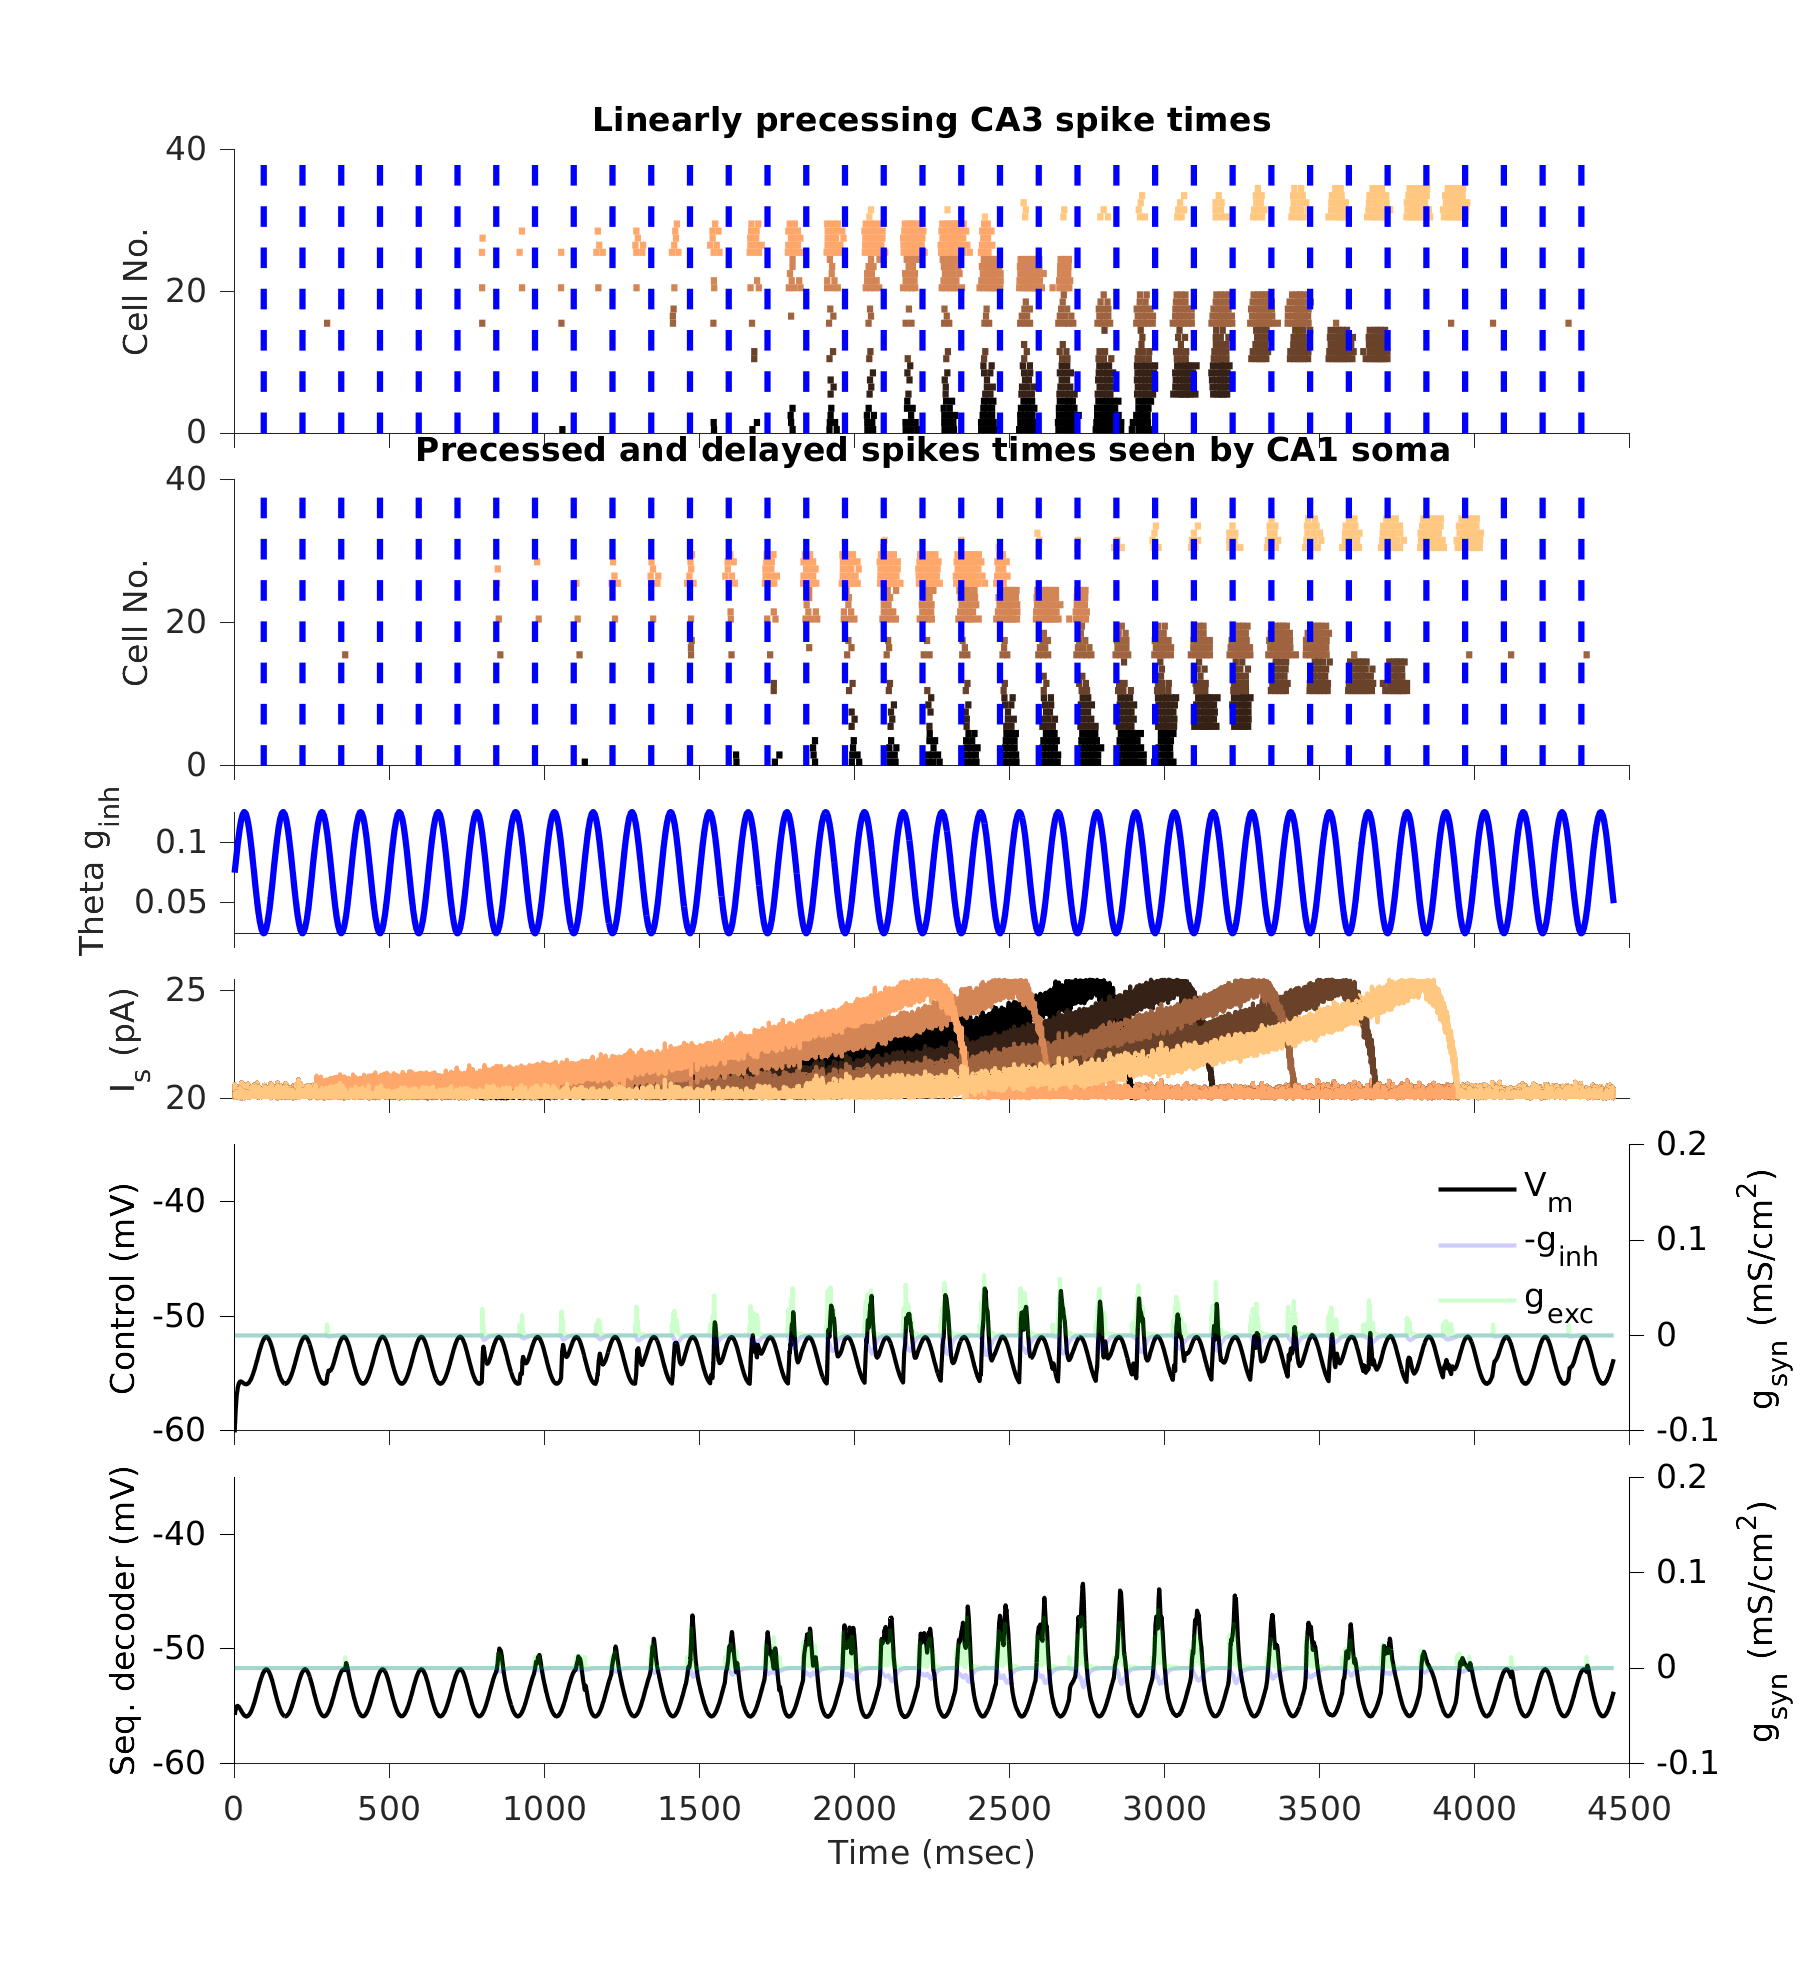 Linearly precessing CA3 spike times
40
20
0
Cell No.
Precessed and delayed spikes times seen by CA1 soma
40
20
0
Cell No.
0.1
0.05
Theta g_inh
25
20
I_s (pA)
-40
-50
-60
Control (mV)
V_m
-g_inh
g_exc
0.2
0.1
0
-0.1
g_syn (mS/cm^2)
-40
-50
-60
Seq. decoder (mV)
0.2
0.1
0
-0.1
g_syn (mS/cm^2)
0 500 1000 1500 2000 2500 3000 3500 4000 4500
Time (msec)